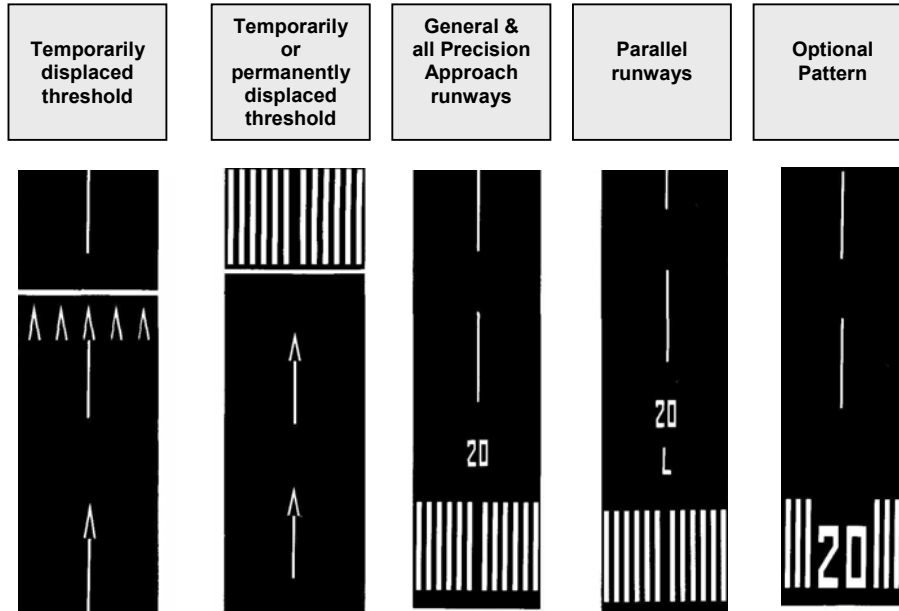 Temporarily
displaced
threshold
Temporarily
or
permanently
displaced
threshold
General &
all Precision
Approach
runways
Parallel
runways
Optional
Pattern
20
20
L
20